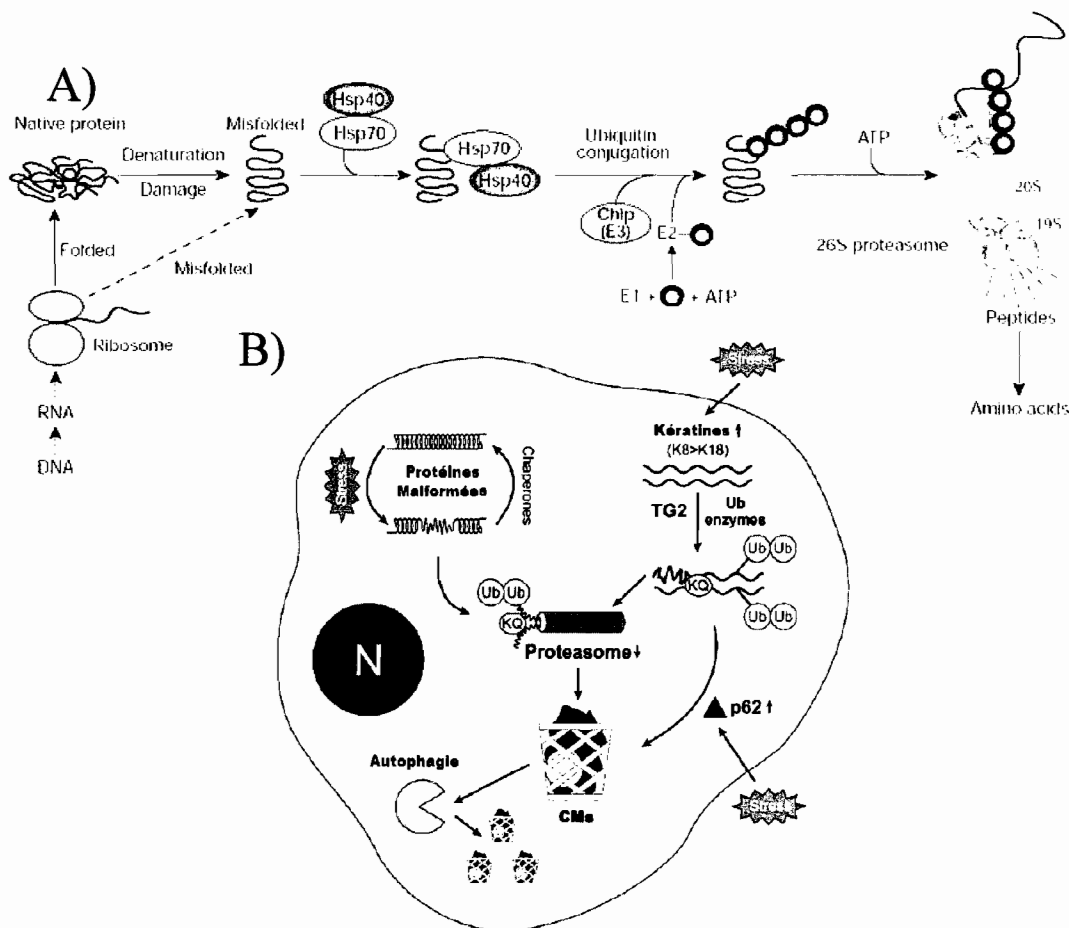 A)
Native protein
Denaturation
Damage
Misfolded
Hsp40
Hsp70
Hsp70
Hsp40
Ubiquitin
conjugation
Chip
(E3)
E2
E1 + + ATP
ATP
20S
19S
26S proteasome
Peptides
Amino acids
Folded
Misfolded
Ribosome
RNA
DNA
B)
Stress
Kératines ↑
(K8>K18)
TG2
Ub
enzymes
Ub Ub
KQ
Ub Ub
Stress
Protéines
Malformées
Chaperones
Ub Ub
KQ
Proteasome↓
N
p62 ↑
Stress
Autophagie
CMs